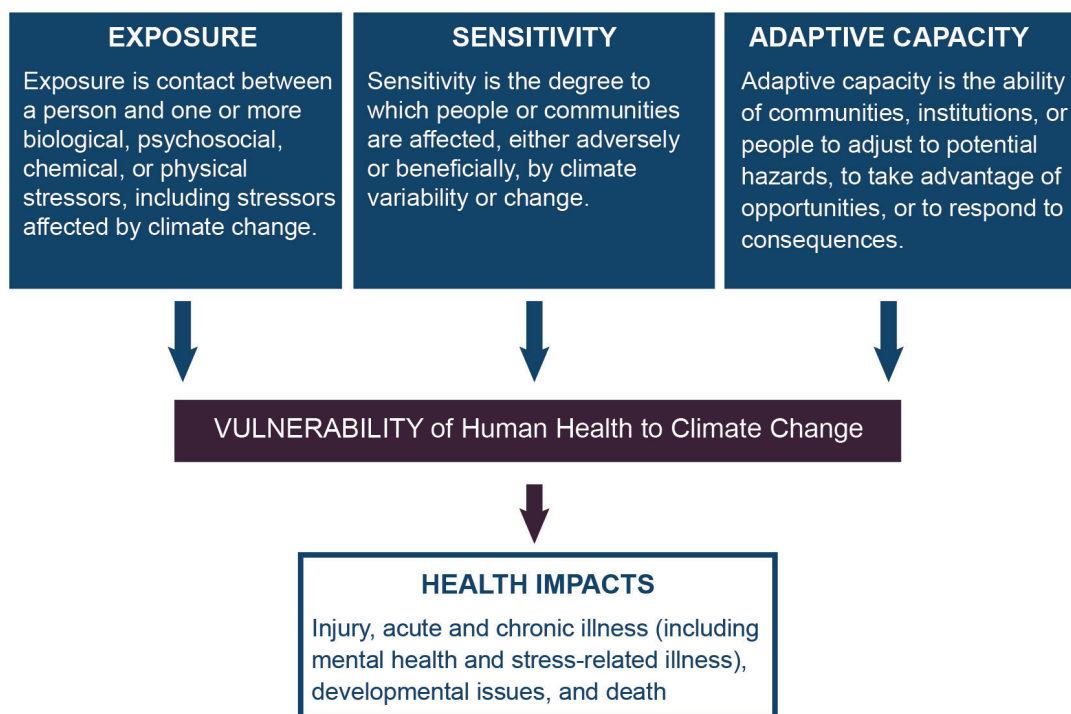 EXPOSURE
Exposure is contact between
a person and one or more
biological, psychosocial,
chemical, or physical
stressors, including stressors
affected by climate change.
SENSITIVITY
Sensitivity is the degree to
which people or communities
are affected, either adversely
or beneficially, by climate
variability or change.
ADAPTIVE CAPACITY
Adaptive capacity is the ability
of communities, institutions, or
people to adjust to potential
hazards, to take advantage of
opportunities, or to respond to
consequences.
VULNERABILITY of Human Health to Climate Change
HEALTH IMPACTS
Injury, acute and chronic illness (including
mental health and stress-related illness),
developmental issues, and death